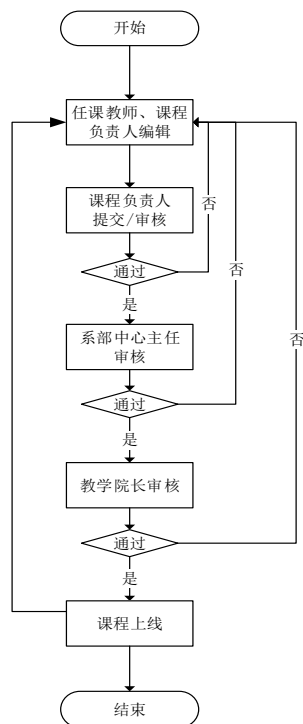 开始
任课教师、课程
负责人编辑
课程负责人
提交/审核
否
通过
是
否
系部中心主任
审核
否
通过
是
教学院长审核
通过
是
课程上线
结束